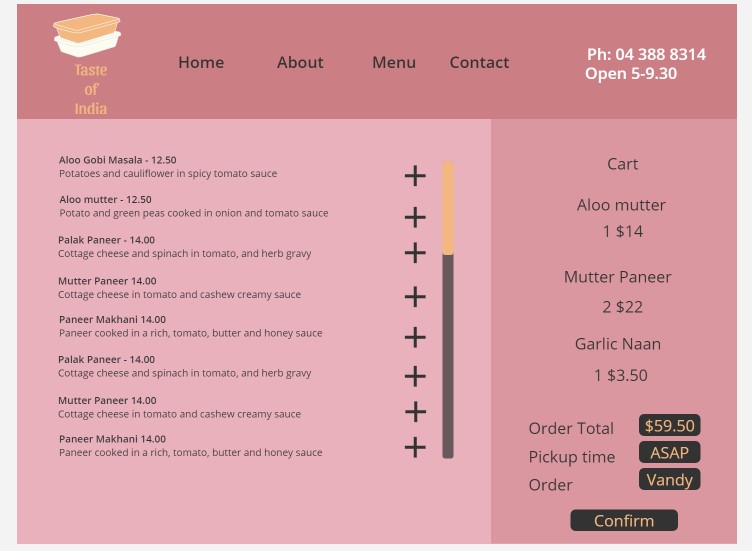 Taste
of
India
Home About Menu Contact
Ph: 04 388 8314
Open 5-9.30
Aloo Gobi Masala - 12.50
Potatoes and cauliflower in spicy tomato sauce
Aloo mutter - 12.50
Potato and green peas cooked in onion and tomato sauce
Palak Paneer - 14.00
Cottage cheese and spinach in tomato, and herb gravy
Mutter Paneer 14.00
Cottage cheese in tomato and cashew creamy sauce
Paneer Makhani 14.00
Paneer cooked in a rich, tomato, butter and honey sauce
Palak Paneer - 14.00
Cottage cheese and spinach in tomato, and herb gravy
Mutter Paneer 14.00
Cottage cheese in tomato and cashew creamy sauce
Paneer Makhani 14.00
Paneer cooked in a rich, tomato, butter and honey sauce
Cart
Aloo mutter
1 $14
Mutter Paneer
2 $22
Garlic Naan
1 $3.50
Order Total $59.50
Pickup time ASAP
Order Vandy
Confirm